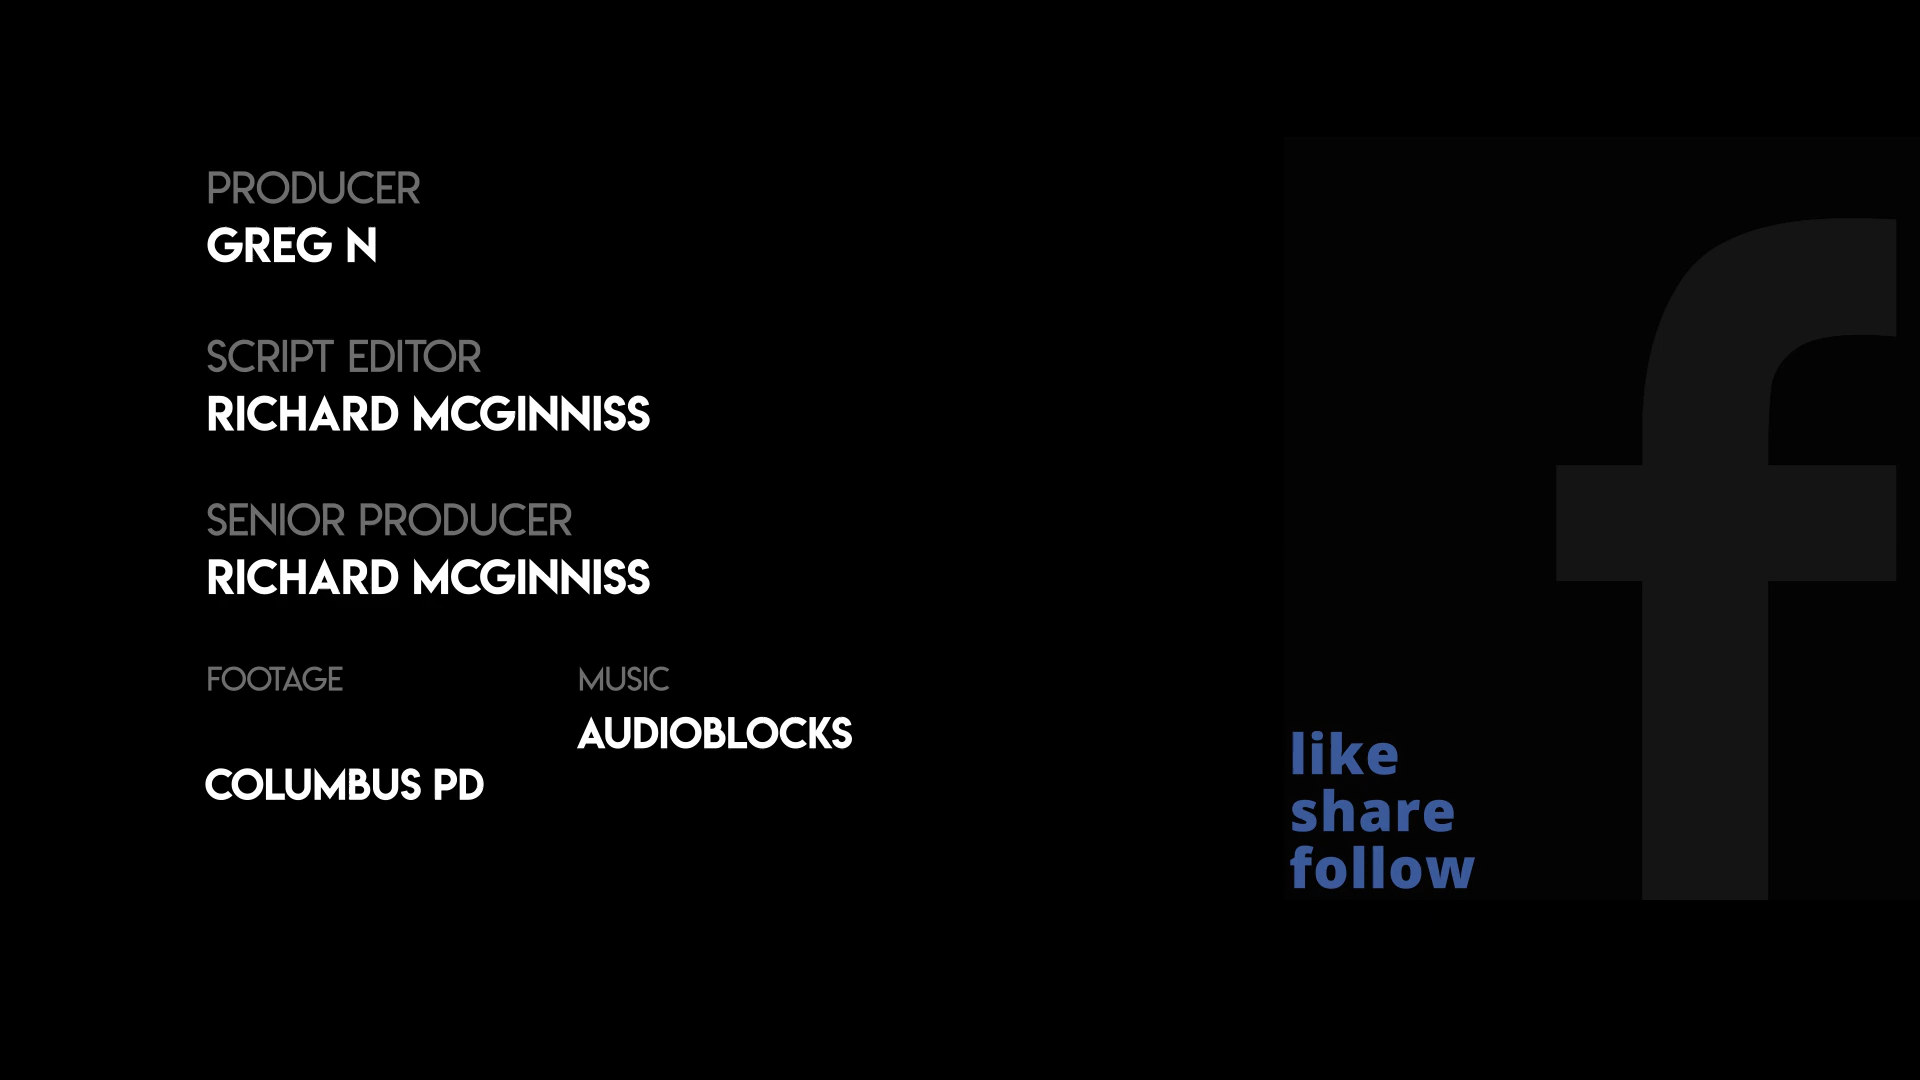 PRODUCER
GREG N
SCRIPT EDITOR
RICHARD MCGINNISS
SENIOR PRODUCER
RICHARD MCGINNISS
FOOTAGE
COLUMBUS PD
MUSIC
AUDIOBLOCKS
like
share
follow
f